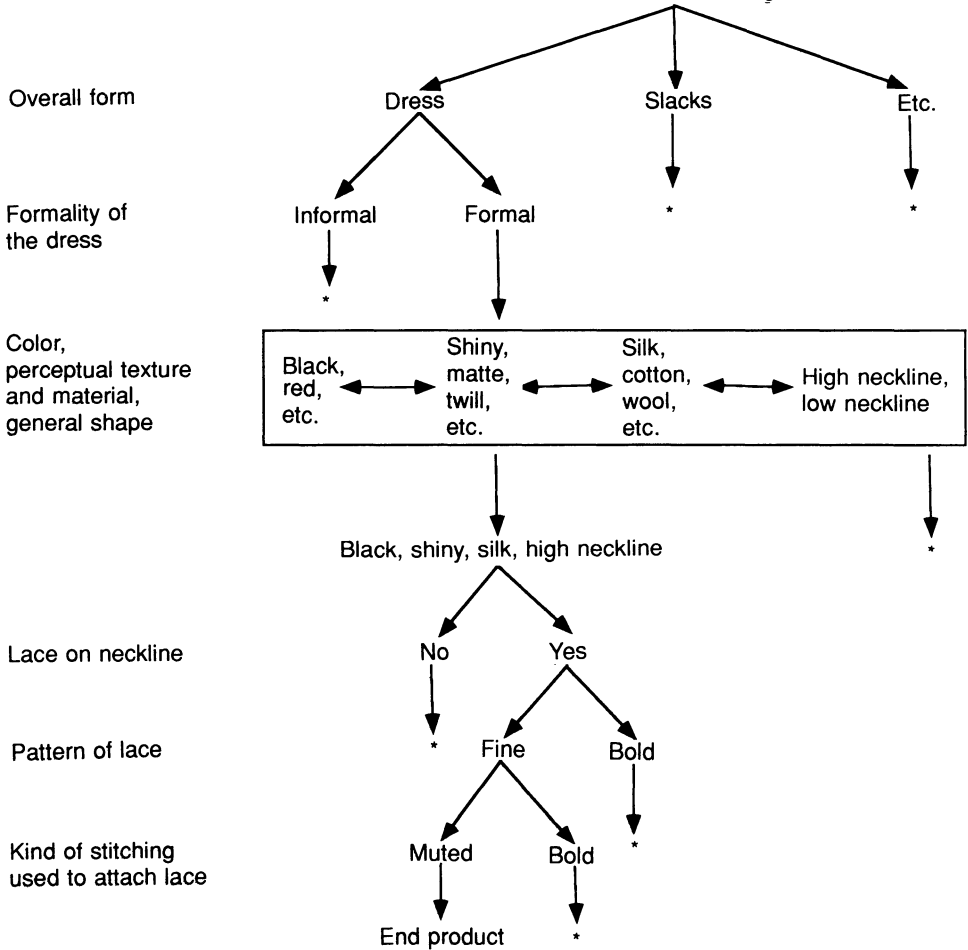 Overall form
Dress
Slacks
Etc.
Formality of
the dress
Informal
Formal
*
*
*
Color,
perceptual texture
and material,
general shape
Black,
red,
etc.
Shiny,
matte,
twill,
etc.
Silk,
cotton,
wool,
etc.
High neckline,
low neckline
Black, shiny, silk, high neckline
*
Lace on neckline
No
Yes
Pattern of lace
*
Fine
Bold
Kind of stitching
used to attach lace
Muted
Bold
*
End product
*